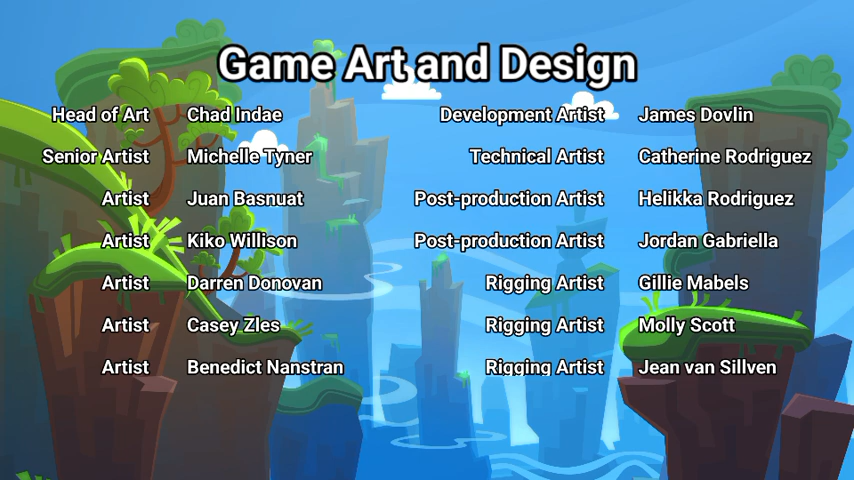 Game Art and Design
Head of Art Chad Indae
Senior Artist Michelle Tyner
Artist Juan Basnuat
Artist Kiko Willison
Artist Darren Donovan
Artist Casey Zles
Artist Benedict Nanstran
Development Artist James Dovlin
Technical Artist Catherine Rodriguez
Post-production Artist Helikka Rodriguez
Post-production Artist Jordan Gabriella
Rigging Artist Gillie Mabels
Rigging Artist Molly Scott
Rigging Artist Jean van Sillven